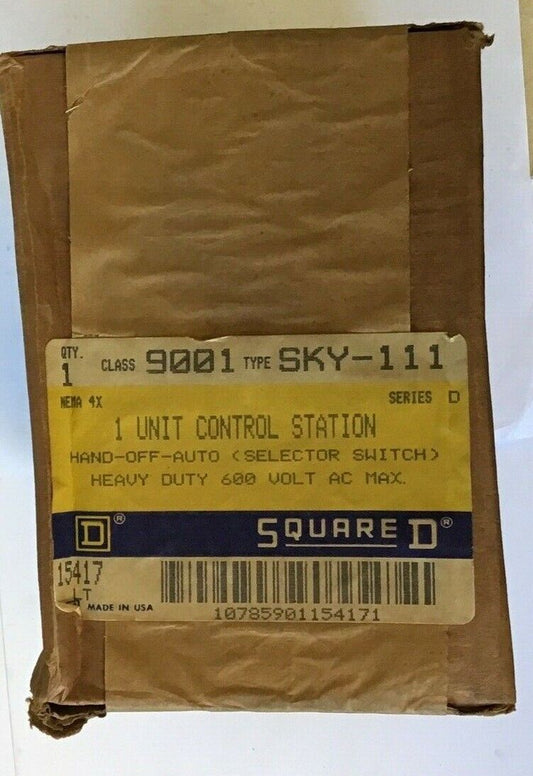 QTY. 1 CLASS 9001 TYPE SKY-111
NEMA 4X SERIES D
1 UNIT CONTROL STATION
HAND-OFF-AUTO (SELECTOR SWITCH)
HEAVY DUTY 600 VOLT AC MAX.
D® SQUARE D®
15417
LT
MADE IN USA
10785901154171